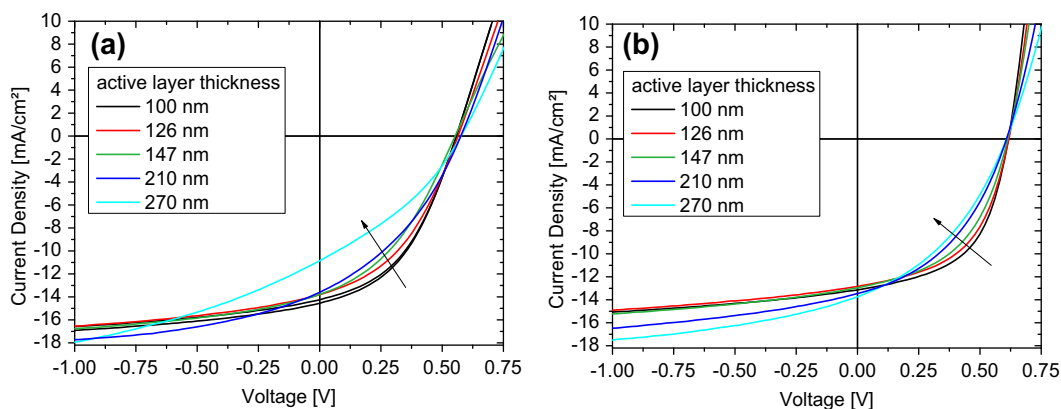 (a)
active layer thickness
100 nm
126 nm
147 nm
210 nm
270 nm
10
8
6
4
2
0
-2
-4
-6
-8
-10
-12
-14
-16
-18
Current Density [mA/cm²]
-1.00 -0.75 -0.50 -0.25 0.00 0.25 0.50 0.75
Voltage [V]
(b)
active layer thickness
100 nm
126 nm
147 nm
210 nm
270 nm
10
8
6
4
2
0
-2
-4
-6
-8
-10
-12
-14
-16
-18
Current Density [mA/cm²]
-1.00 -0.75 -0.50 -0.25 0.00 0.25 0.50 0.75
Voltage [V]